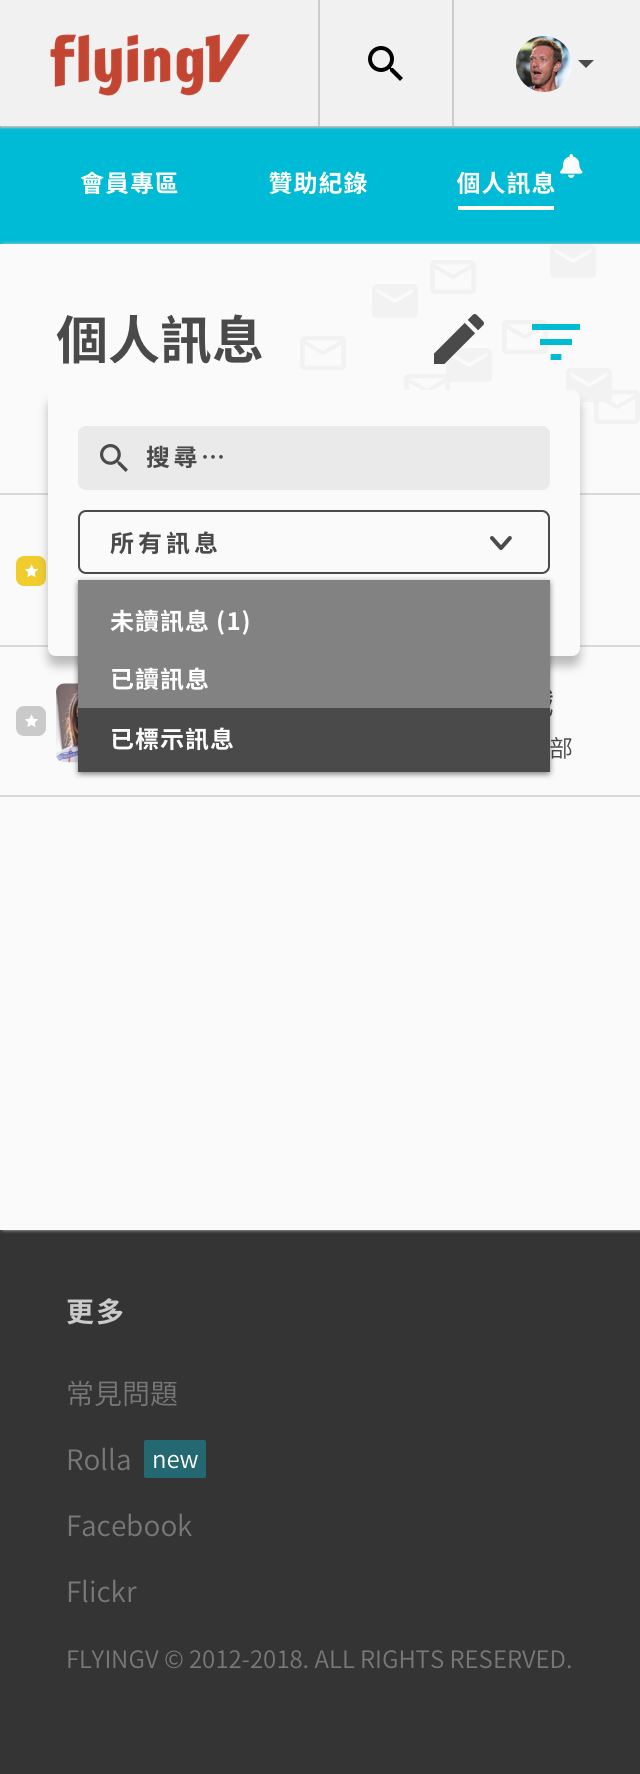 flyingV
會員專區
贊助紀錄
個人訊息
個人訊息
搜尋…
所有訊息
未讀訊息 (1)
已讀訊息
已標示訊息
部
更多
常見問題
Rolla new
Facebook
Flickr
FLYINGV © 2012-2018. ALL RIGHTS RESERVED.